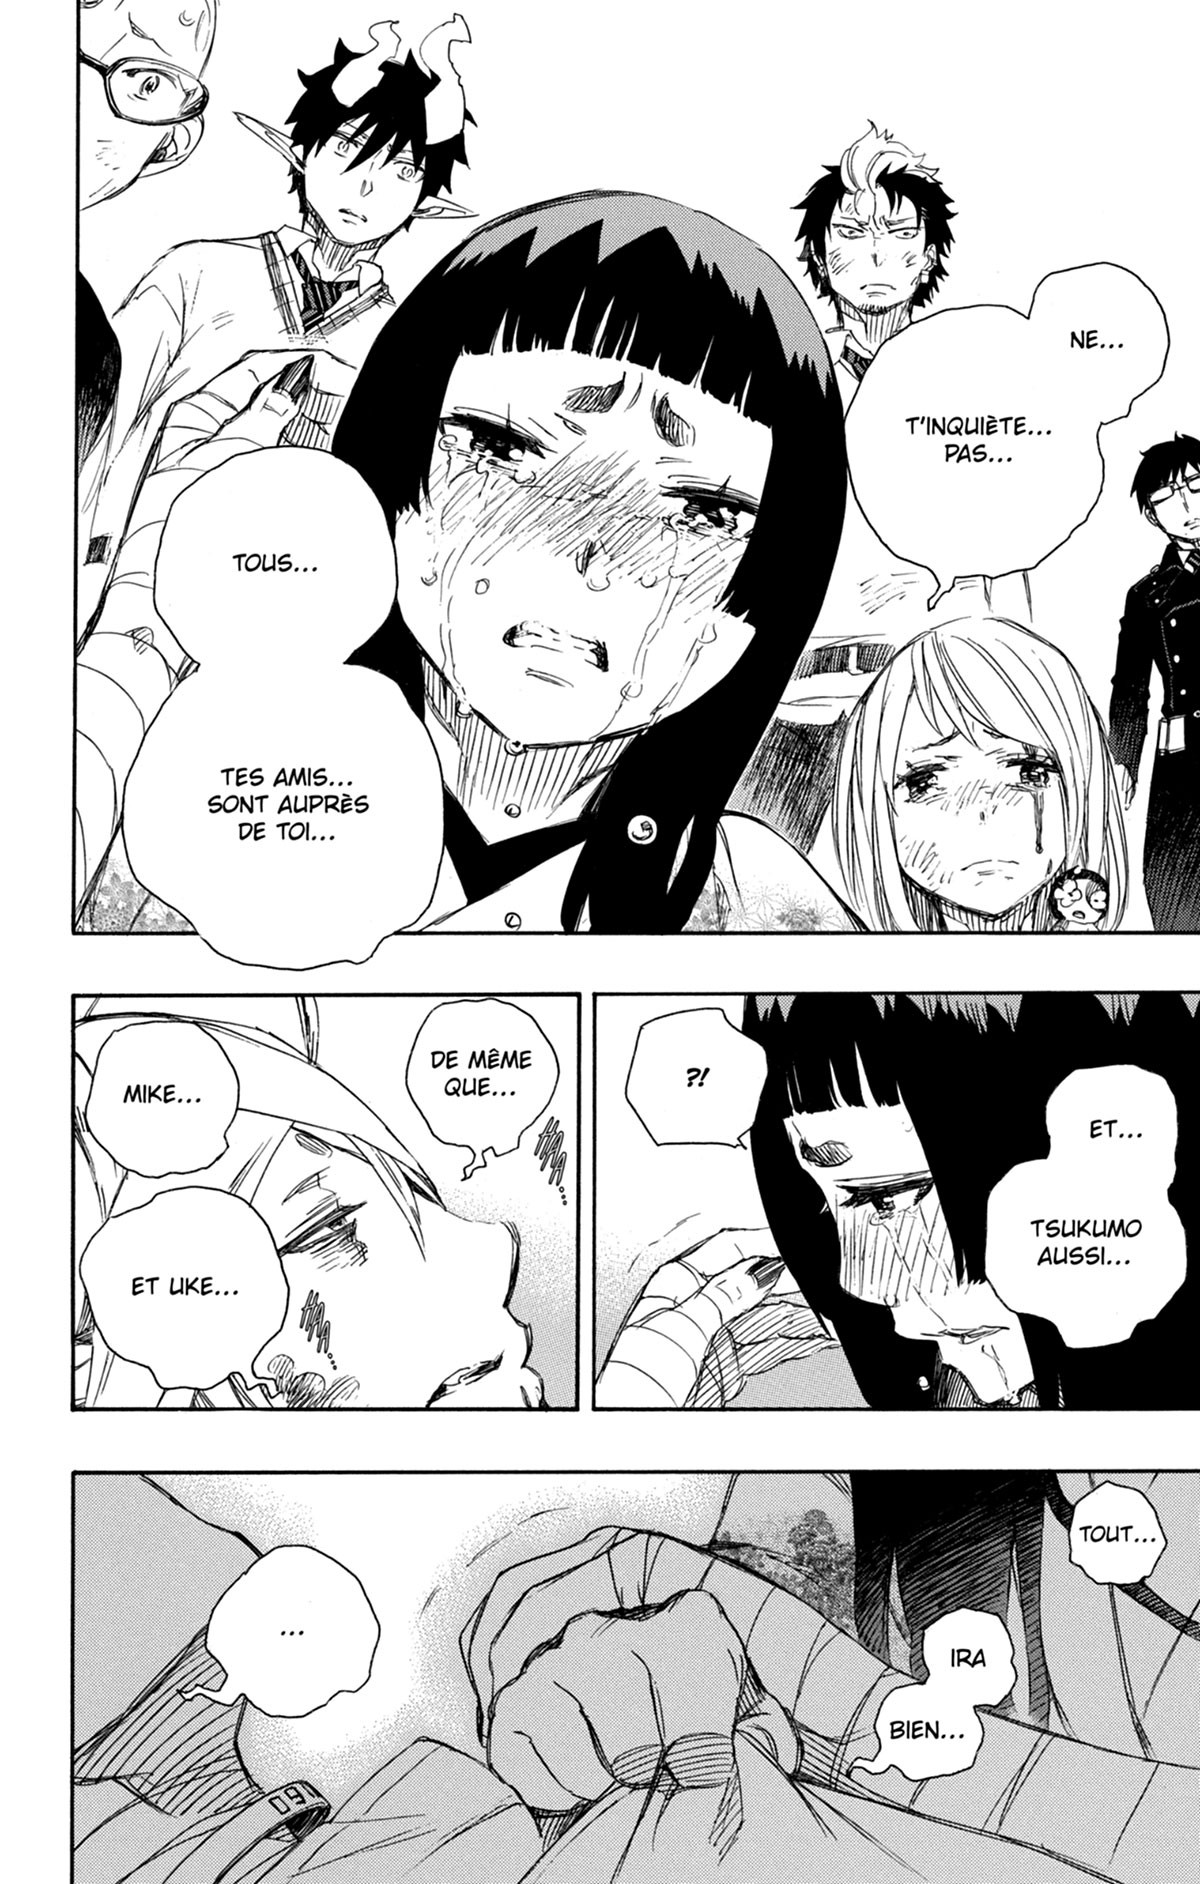 NE...
T'INQUIÈTE...
PAS...
TOUS...
TES AMIS...
SONT AUPRÈS
DE TOI...
ET...
TSUKUMO
AUSSI...
?!
DE MÊME
QUE...
HAA...
MIKE...
ET UKE...
HAA...
TOUT...
IRA
BIEN...
...
091